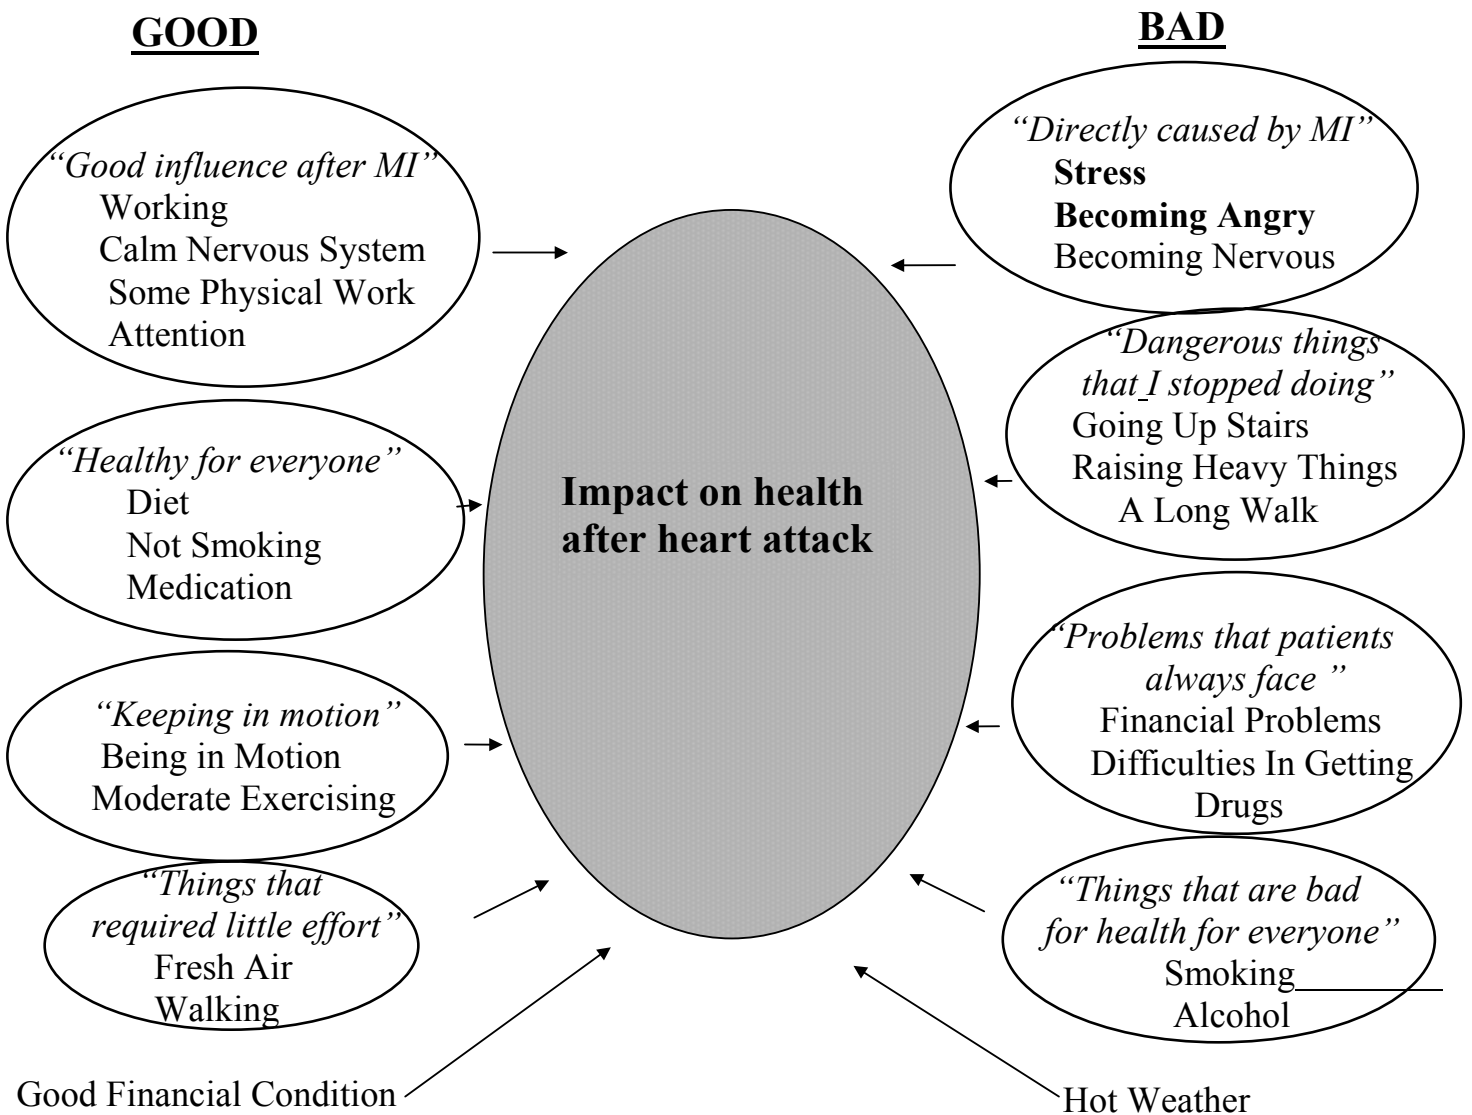 GOOD
BAD
“Good influence after MI”
Working
Calm Nervous System
Some Physical Work
Attention
“Healthy for everyone”
Diet
Not Smoking
Medication
“Keeping in motion”
Being in Motion
Moderate Exercising
“Things that
required little effort”
Fresh Air
Walking
Good Financial Condition
Impact on health
after heart attack
“Directly caused by MI”
Stress
Becoming Angry
Becoming Nervous
“Dangerous things
that I stopped doing”
Going Up Stairs
Raising Heavy Things
A Long Walk
“Problems that patients
always face ”
Financial Problems
Difficulties In Getting
Drugs
“Things that are bad
for health for everyone”
Smoking
Alcohol
Hot Weather